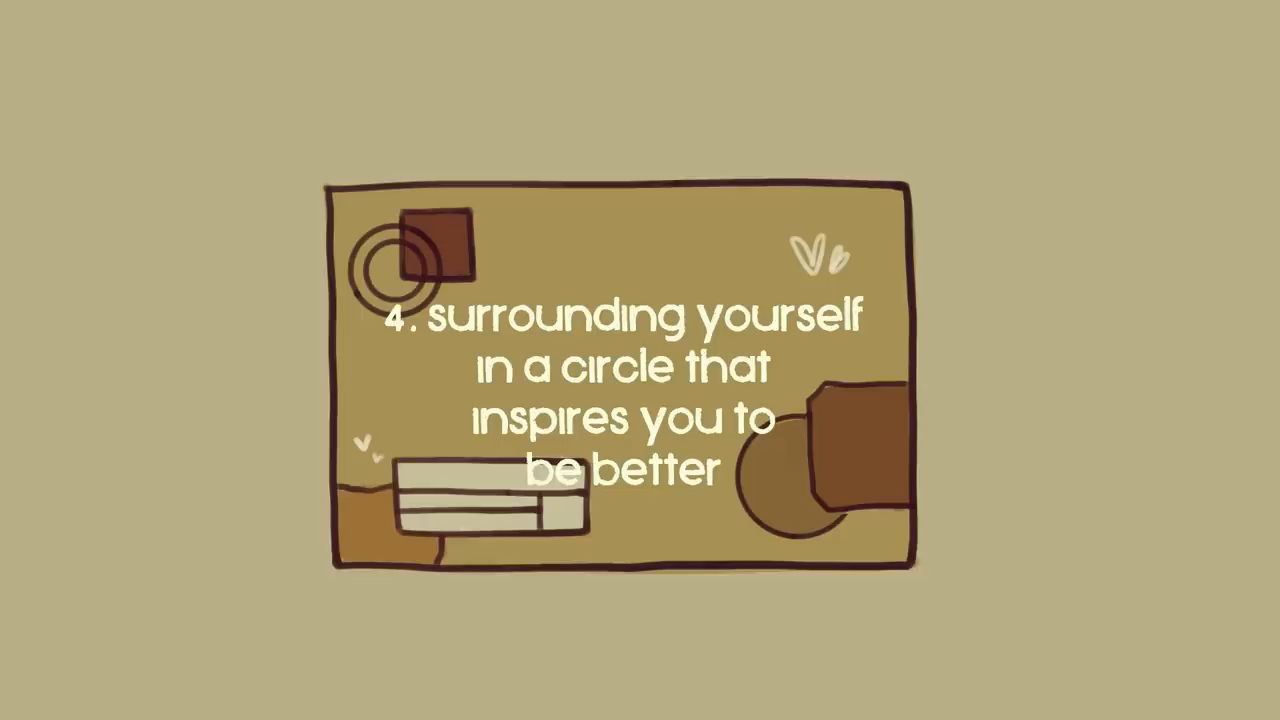 4. surrounding yourself
in a circle that
inspires you to
be better